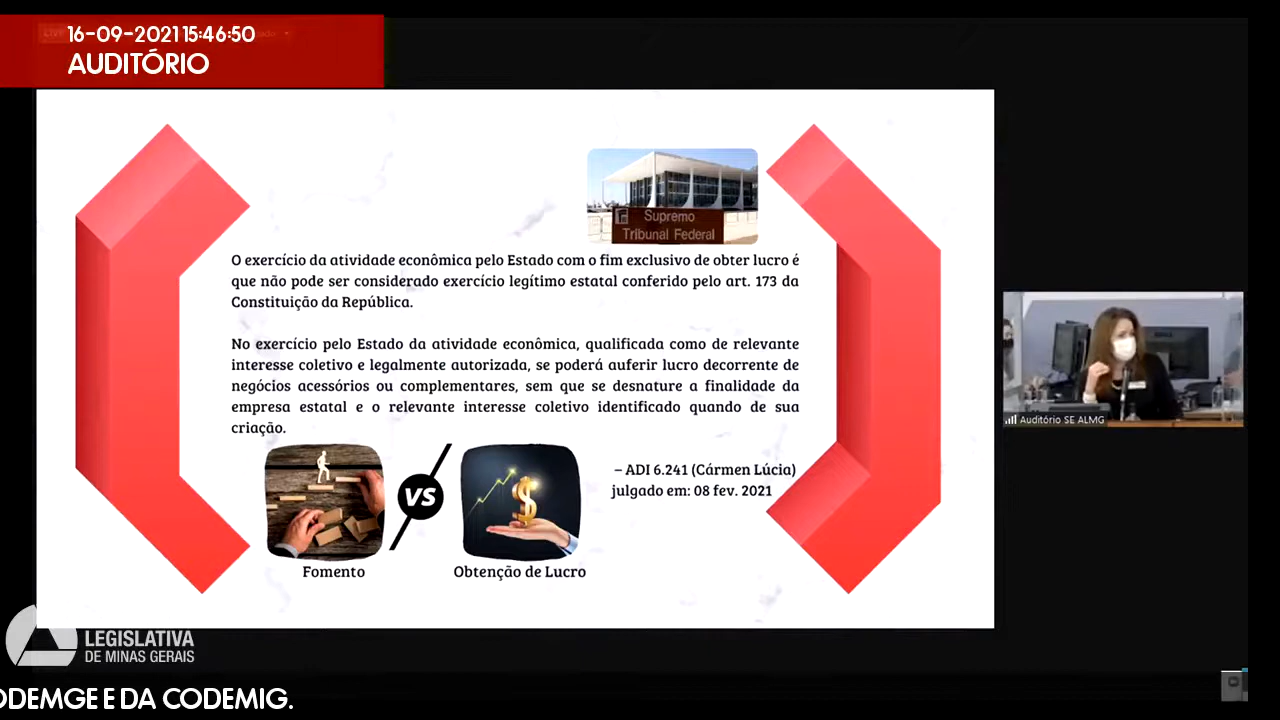 16-09-2021 15:46:50
AUDITÓRIO
Supremo
Tribunal Federal
O exercício da atividade econômica pelo Estado com o fim exclusivo de obter lucro é
que não pode ser considerado exercício legítimo estatal conferido pelo art. 173 da
Constituição da República.
No exercício pelo Estado da atividade econômica, qualificada como de relevante
interesse coletivo e legalmente autorizada, se poderá auferir lucro decorrente de
negócios acessórios ou complementares, sem que se desnature a finalidade da
empresa estatal e o relevante interesse coletivo identificado quando de sua
criação.
VS
– ADI 6.241 (Cármen Lúcia)
julgado em: 08 fev. 2021
Fomento
Obtenção de Lucro
Auditório SE ALMG
LEGISLATIVA
DE MINAS GERAIS
ODEMGE E DA CODEMIG.